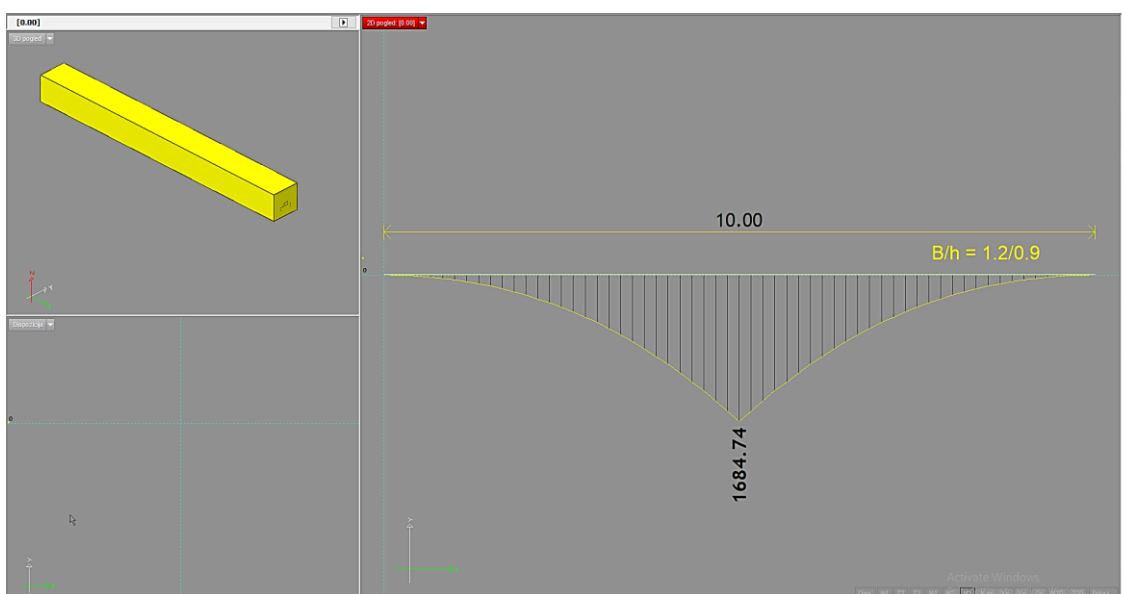 [0.00]
3D pogled
2D pogled: [0.00]
10.00
B/h = 1.2/0.9
0
1684.74
Dispozicija
0
Y
Activate Windows